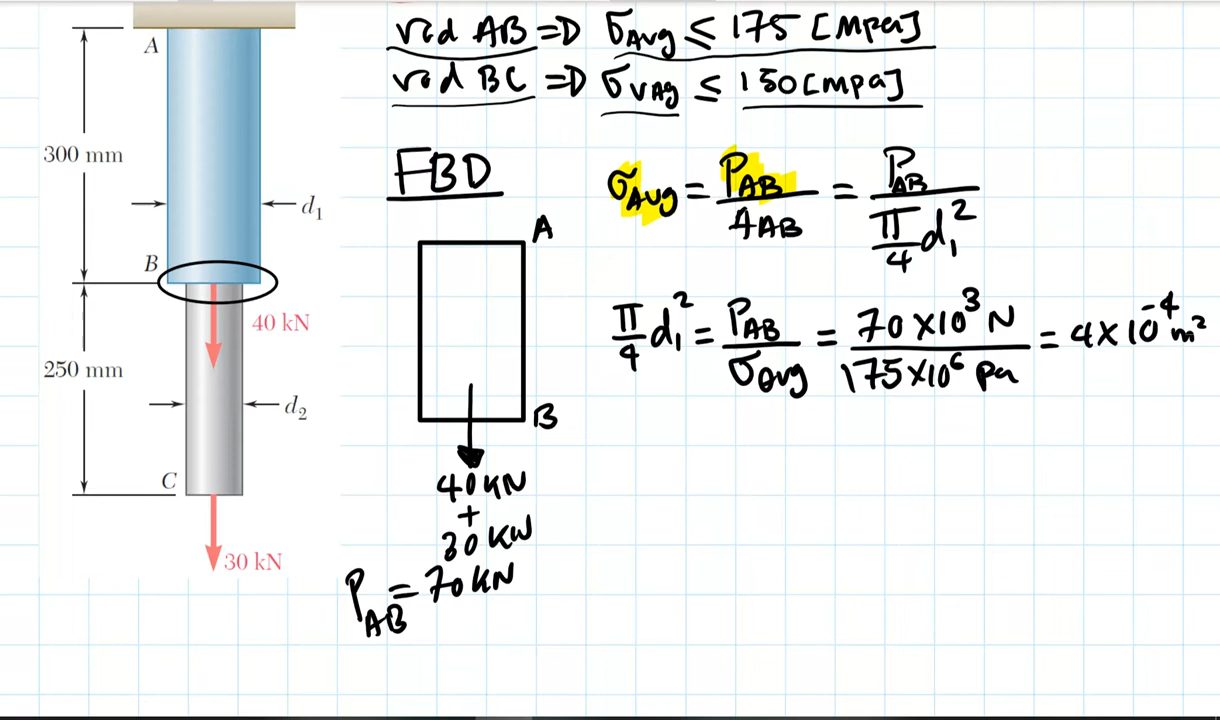 rod AB => σAvg ≤ 175 [mpa]
rod BC => σVAg ≤ 150 [mpa]
A
300 mm
d1
B
40 kN
250 mm
d2
C
30 kN
FBD
A
B
40 KN
+
30 KN
PAB = 70 KN
σAvg = PAB / AAB = PAB / (π/4 d1²)
π/4 d1² = PAB / σavg = 70 × 10³ N / 175 × 10⁶ pa = 4 × 10⁻⁴ m²